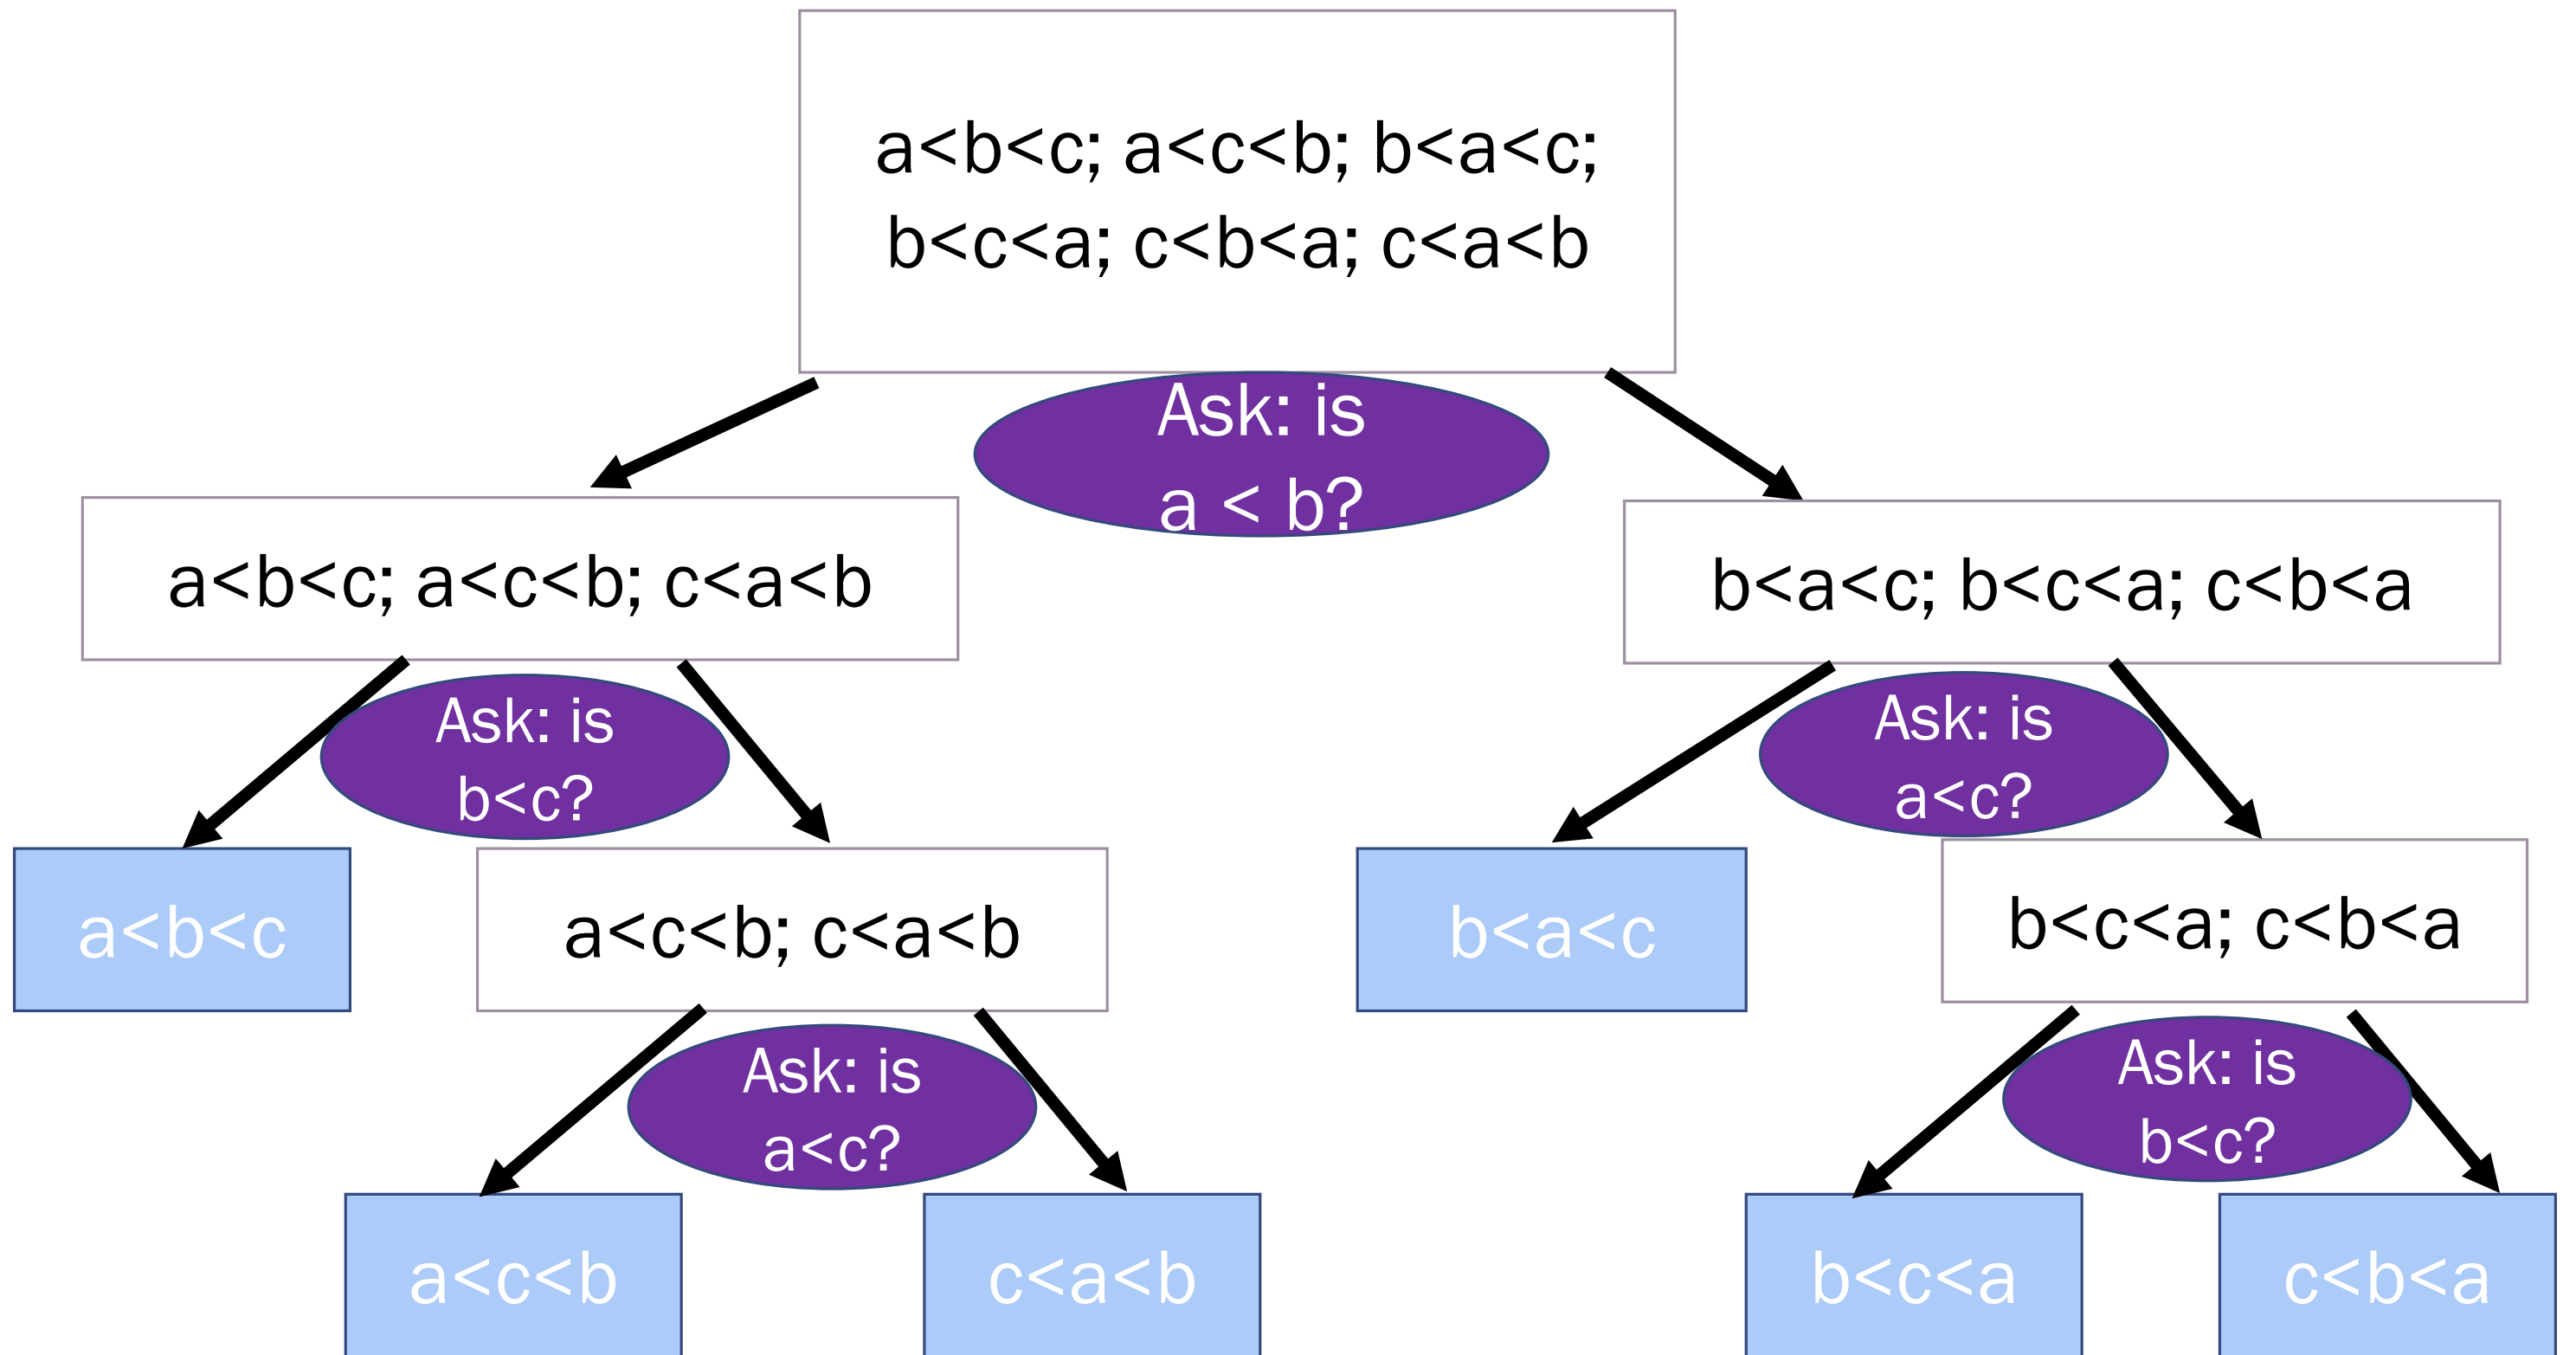 a<b<c; a<c<b; b<a<c;
b<c<a; c<b<a; c<a<b
Ask: is
a < b?
a<b<c; a<c<b; c<a<b
b<a<c; b<c<a; c<b<a
Ask: is
b<c?
Ask: is
a<c?
a<b<c
a<c<b; c<a<b
b<a<c
b<c<a; c<b<a
Ask: is
a<c?
Ask: is
b<c?
a<c<b
c<a<b
b<c<a
c<b<a